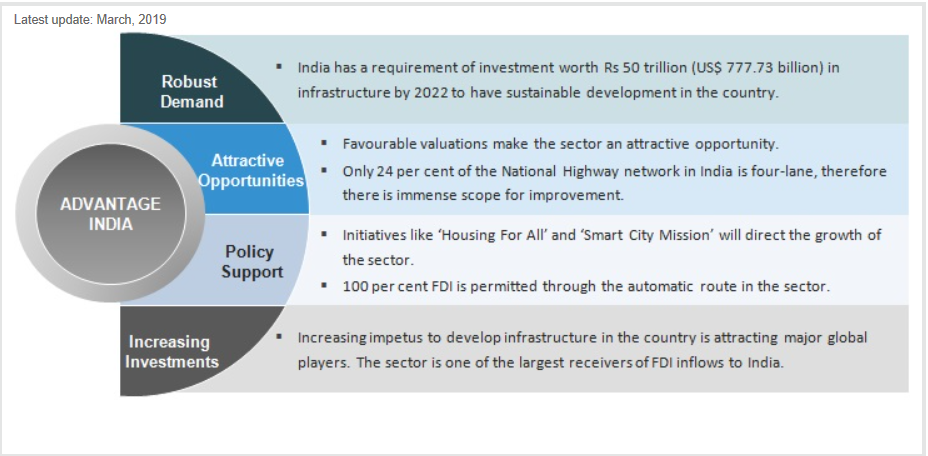 Latest update: March, 2019
Robust
Demand
▪ India has a requirement of investment worth Rs 50 trillion (US$ 777.73 billion) in
infrastructure by 2022 to have sustainable development in the country.
ADVANTAGE
INDIA
Attractive
Opportunities
▪ Favourable valuations make the sector an attractive opportunity.
▪ Only 24 per cent of the National Highway network in India is four-lane, therefore
there is immense scope for improvement.
Policy
Support
▪ Initiatives like ‘Housing For All’ and ‘Smart City Mission’ will direct the growth of
the sector.
▪ 100 per cent FDI is permitted through the automatic route in the sector.
Increasing
Investments
▪ Increasing impetus to develop infrastructure in the country is attracting major global
players. The sector is one of the largest receivers of FDI inflows to India.